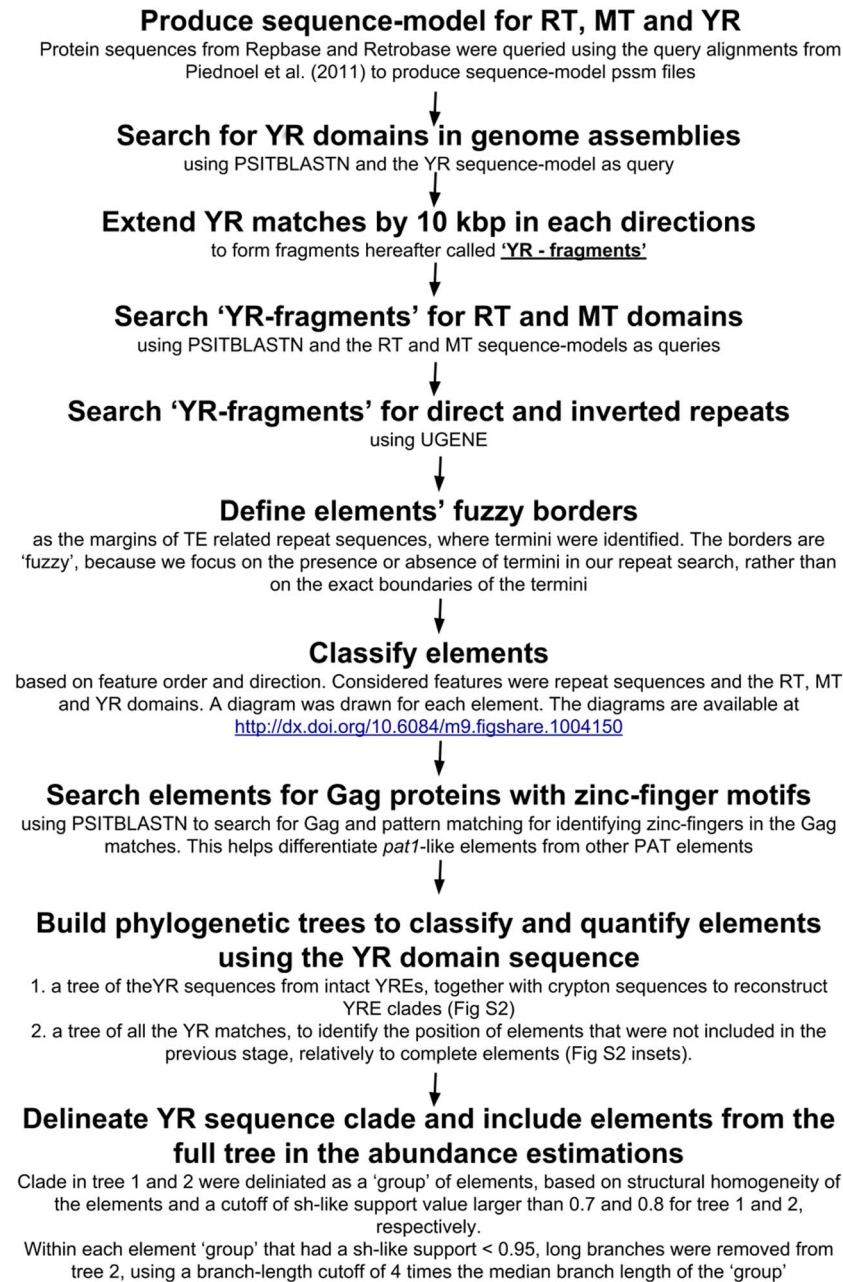 Produce sequence-model for RT, MT and YR
Protein sequences from Repbase and Retrobase were queried using the query alignments from
Piednoel et al. (2011) to produce sequence-model pssm files
Search for YR domains in genome assemblies
using PSITBLASTN and the YR sequence-model as query
Extend YR matches by 10 kbp in each directions
to form fragments hereafter called ‘YR - fragments’
Search ‘YR-fragments’ for RT and MT domains
using PSITBLASTN and the RT and MT sequence-models as queries
Search ‘YR-fragments’ for direct and inverted repeats
using UGENE
Define elements’ fuzzy borders
as the margins of TE related repeat sequences, where termini were identified. The borders are
‘fuzzy’, because we focus on the presence or absence of termini in our repeat search, rather than
on the exact boundaries of the termini
Classify elements
based on feature order and direction. Considered features were repeat sequences and the RT, MT
and YR domains. A diagram was drawn for each element. The diagrams are available at
http://dx.doi.org/10.6084/m9.figshare.1004150
Search elements for Gag proteins with zinc-finger motifs
using PSITBLASTN to search for Gag and pattern matching for identifying zinc-fingers in the Gag
matches. This helps differentiate pat1-like elements from other PAT elements
Build phylogenetic trees to classify and quantify elements
using the YR domain sequence
1. a tree of theYR sequences from intact YREs, together with crypton sequences to reconstruct
YRE clades (Fig S2)
2. a tree of all the YR matches, to identify the position of elements that were not included in the
previous stage, relatively to complete elements (Fig S2 insets).
Delineate YR sequence clade and include elements from the
full tree in the abundance estimations
Clade in tree 1 and 2 were deliniated as a ‘group’ of elements, based on structural homogeneity of
the elements and a cutoff of sh-like support value larger than 0.7 and 0.8 for tree 1 and 2,
respectively.
Within each element ‘group’ that had a sh-like support < 0.95, long branches were removed from
tree 2, using a branch-length cutoff of 4 times the median branch length of the ‘group’